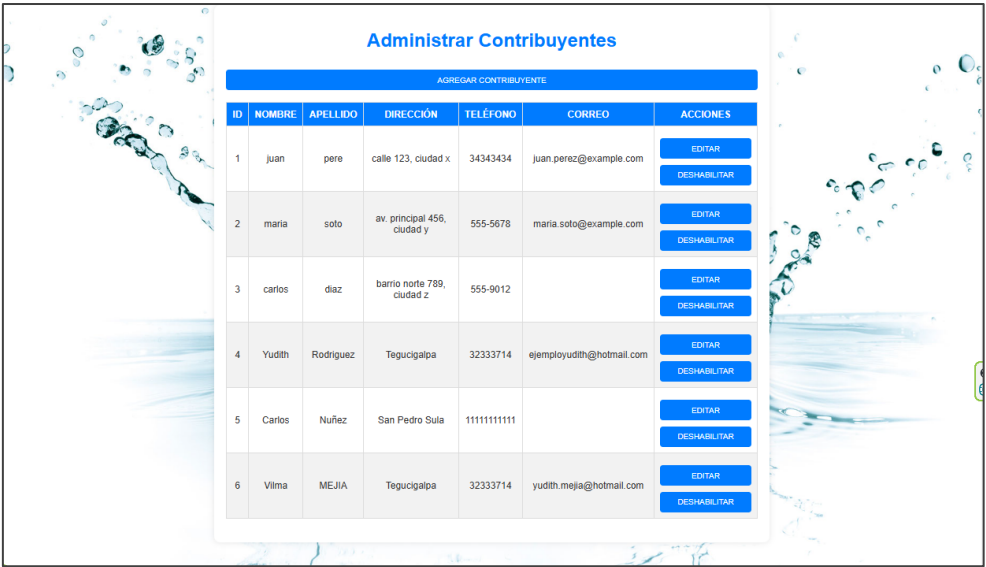 Administrar Contribuyentes
AGREGAR CONTRIBUYENTE
ID NOMBRE APELLIDO DIRECCIÓN TELÉFONO CORREO ACCIONES
1 juan pere calle 123, ciudad x 34343434 juan.perez@example.com EDITAR
DESHABILITAR
2 maria soto av. principal 456, ciudad y 555-5678 maria.soto@example.com EDITAR
DESHABILITAR
3 carlos diaz barrio norte 789, ciudad z 555-9012 EDITAR
DESHABILITAR
4 Yudith Rodriguez Tegucigalpa 32333714 ejemployudith@hotmail.com EDITAR
DESHABILITAR
5 Carlos Nuñez San Pedro Sula 11111111111 EDITAR
DESHABILITAR
6 Vilma MEJIA Tegucigalpa 32333714 yudith.mejia@hotmail.com EDITAR
DESHABILITAR